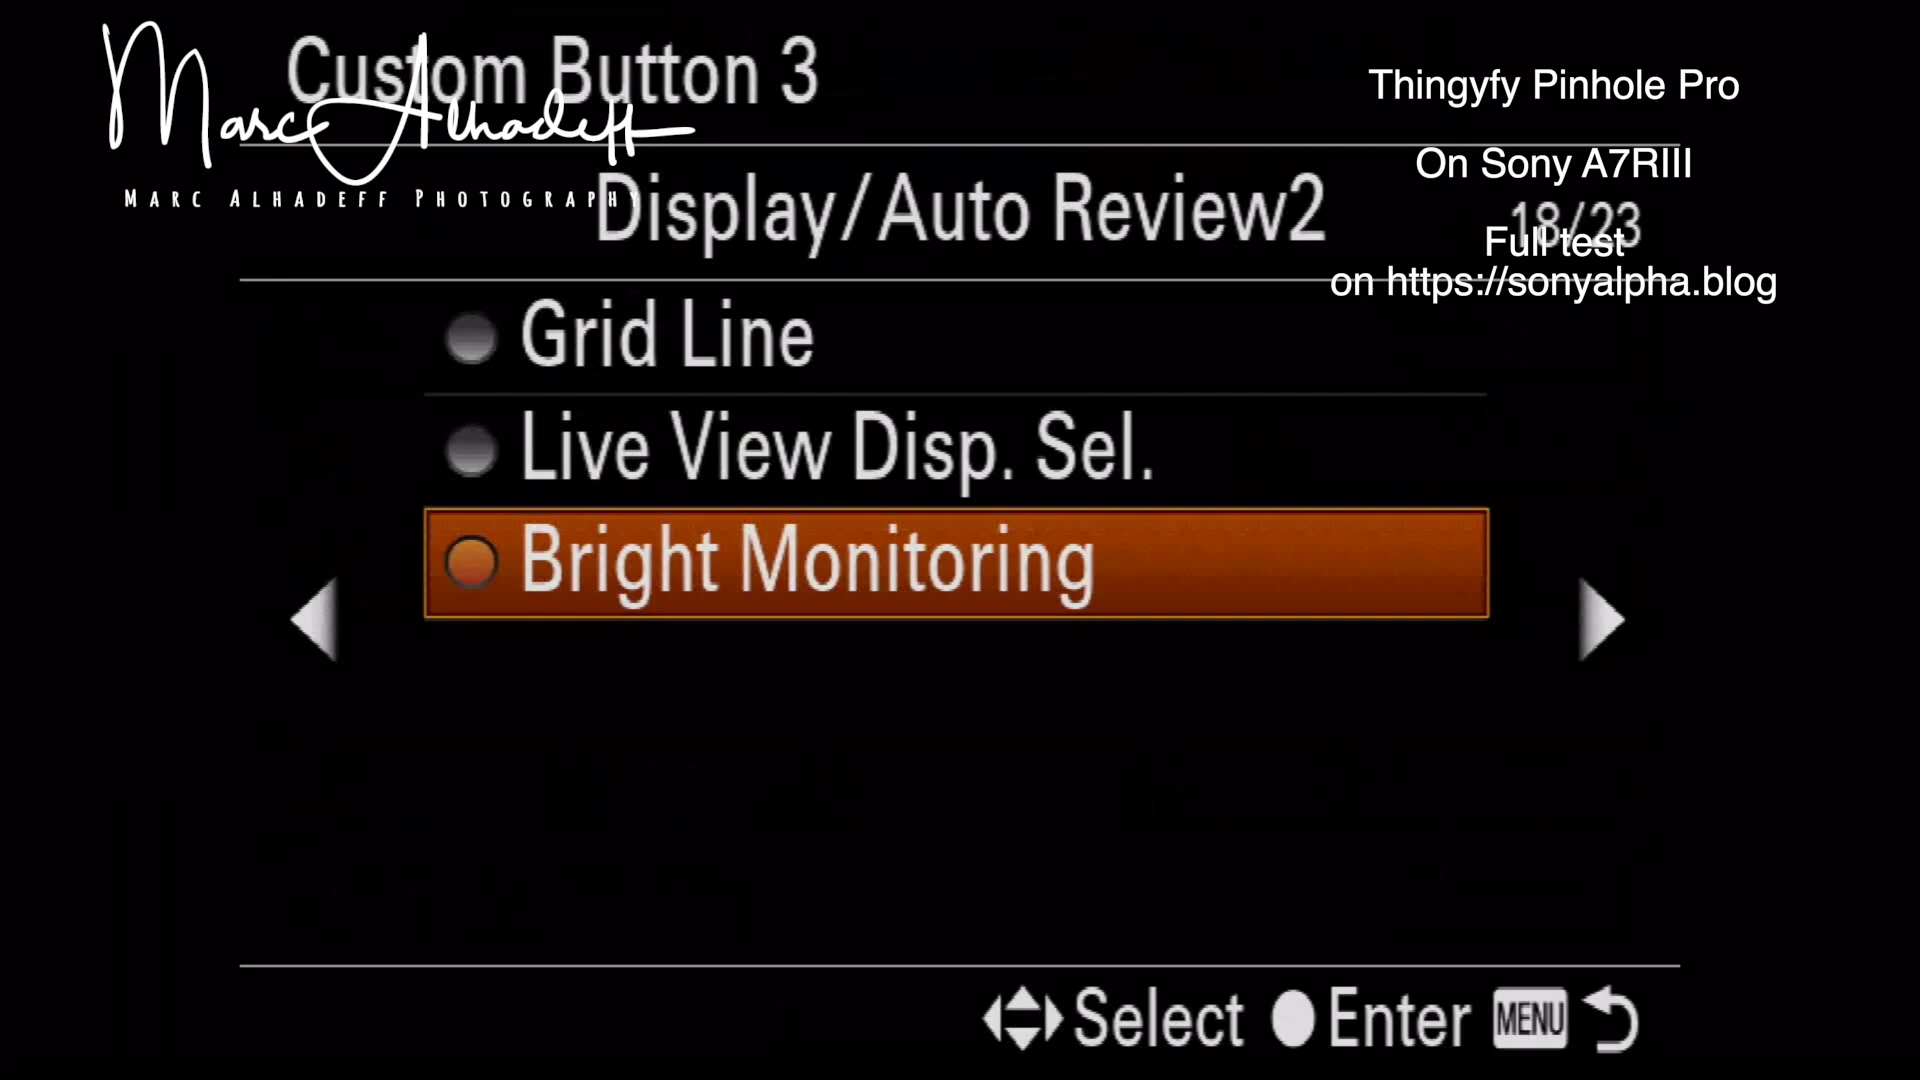 Custom Button 3
Marc Alhadeff
MARC ALHADEFF PHOTOGRAPHY
Thingyfy Pinhole Pro
On Sony A7RIII
Full test
on https://sonyalpha.blog
Display/Auto Review2
18/23
Grid Line
Live View Disp. Sel.
Bright Monitoring
Select Enter MENU